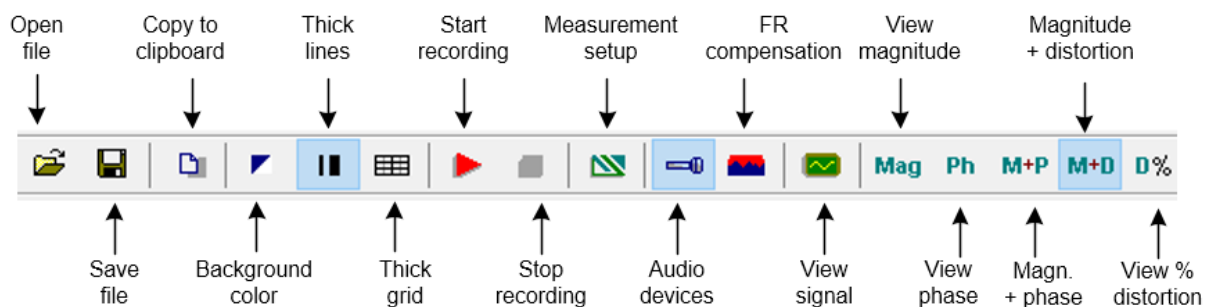 Open
file
Copy to
clipboard
Thick
lines
Start
recording
Measurement
setup
FR
compensation
View
magnitude
Magnitude
+ distortion
Mag
Ph
M+P
M+D
D%
Save
file
Background
color
Thick
grid
Stop
recording
Audio
devices
View
signal
View
phase
Magn.
+ phase
View %
distortion